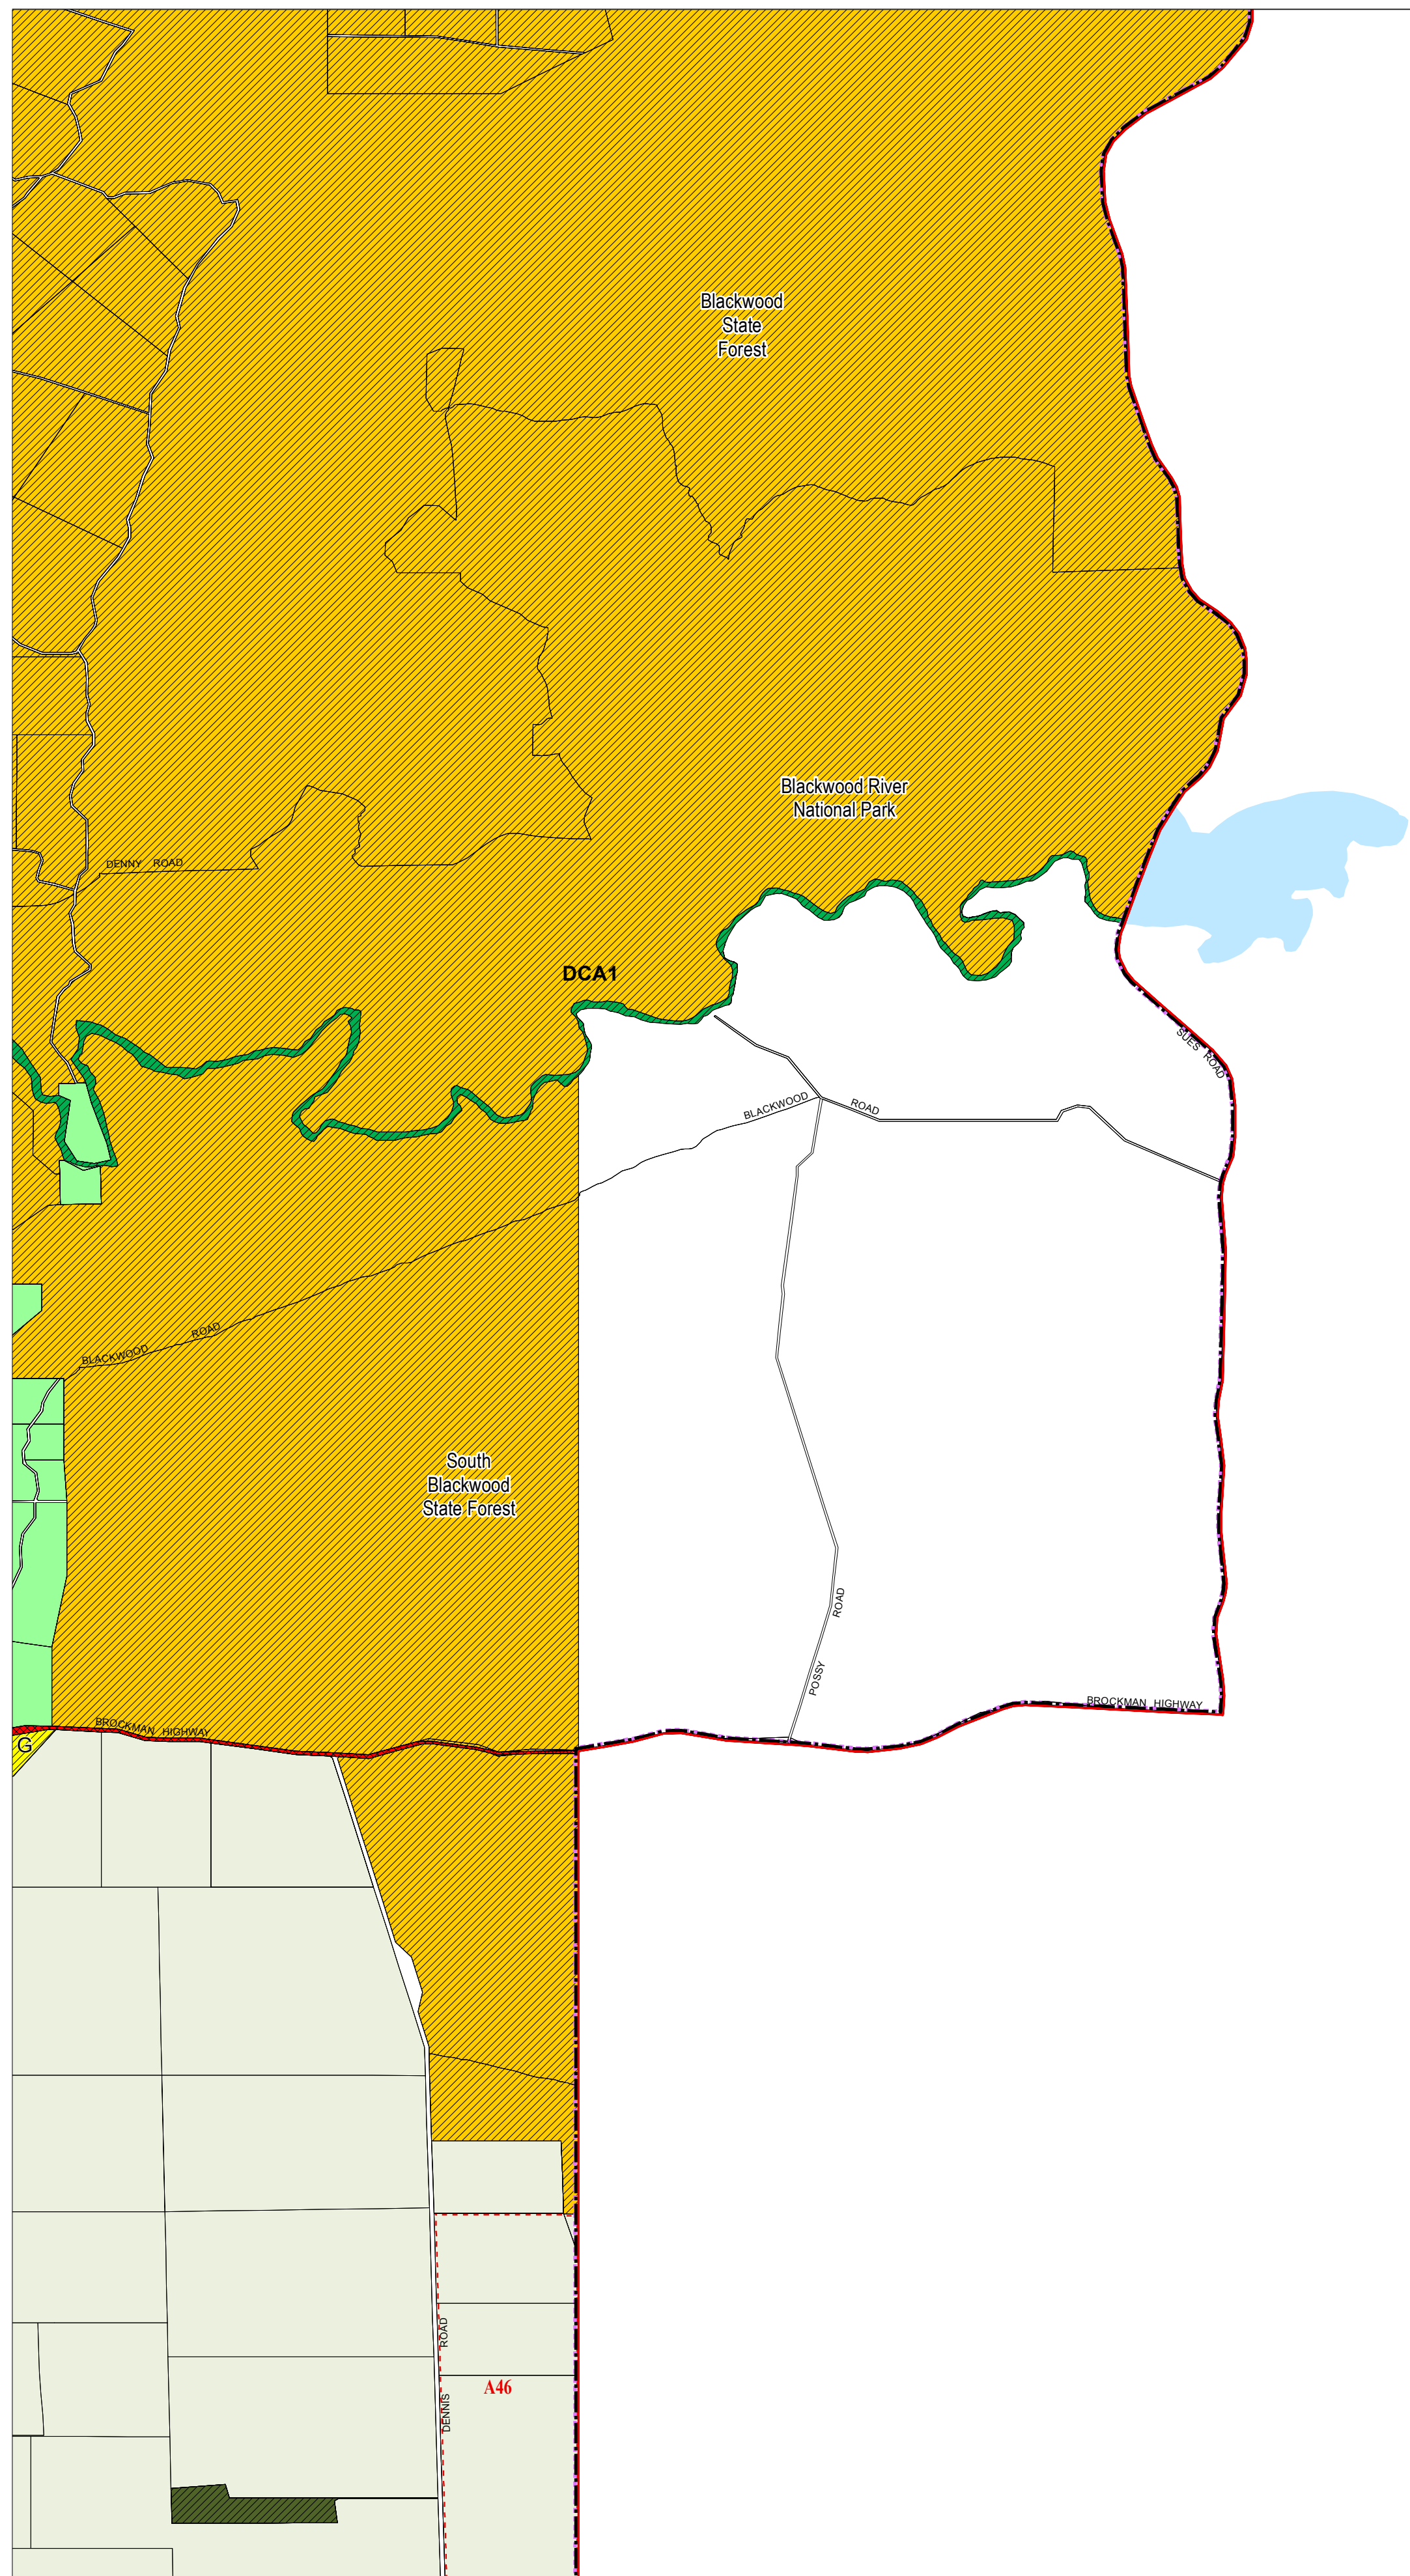 Blackwood
State
Forest
Blackwood River
National Park
DENNY ROAD
DCA1
SUES ROAD
BLACKWOOD ROAD
BLACKWOOD ROAD
South
Blackwood
State Forest
POSSY ROAD
BROCKMAN HIGHWAY
BROCKMAN HIGHWAY
G
DENNIS ROAD
A46